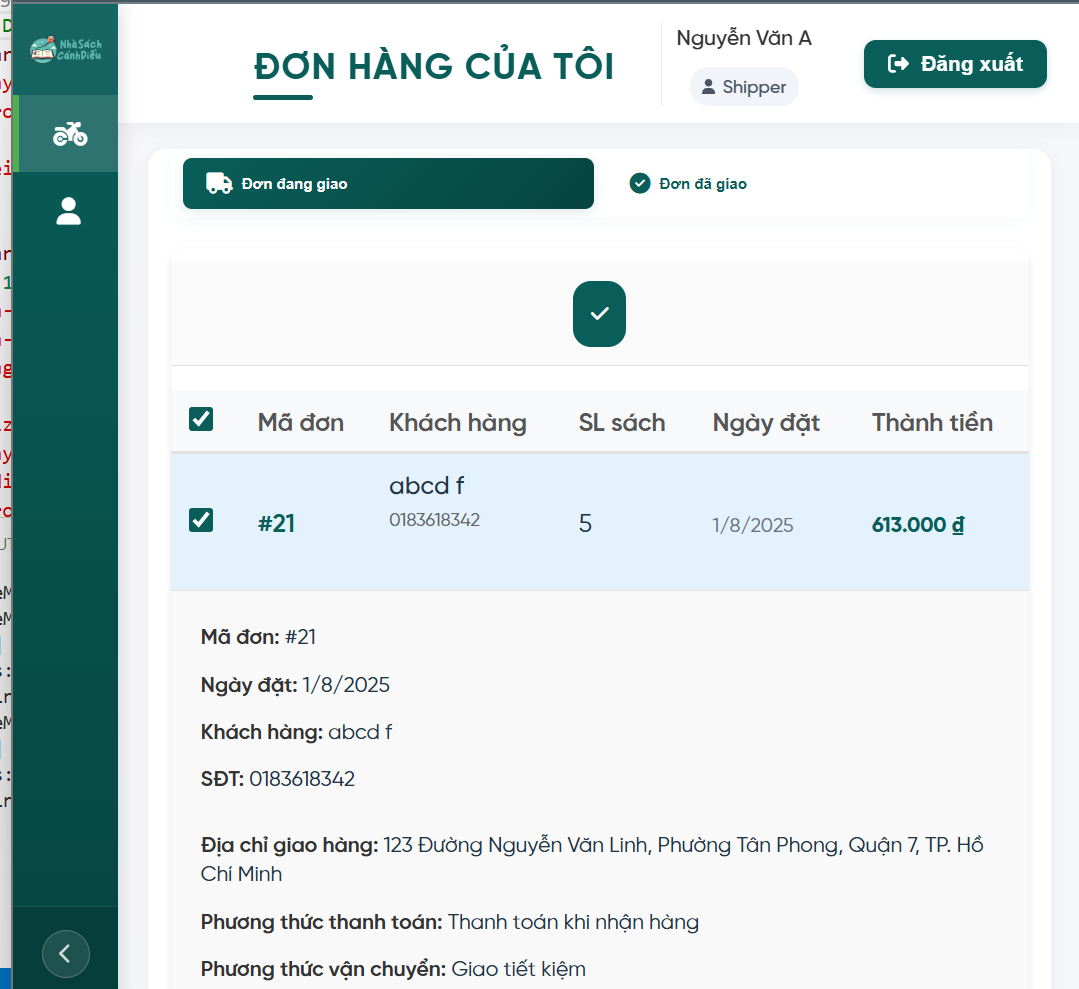 NhàSách
CánhDiều
ĐƠN HÀNG CỦA TÔI
Nguyễn Văn A
Shipper
Đăng xuất
Đơn đang giao
Đơn đã giao
Mã đơn Khách hàng SL sách Ngày đặt Thành tiền
#21 abcd f 0183618342 5 1/8/2025 613.000 ₫
Mã đơn: #21
Ngày đặt: 1/8/2025
Khách hàng: abcd f
SĐT: 0183618342
Địa chỉ giao hàng: 123 Đường Nguyễn Văn Linh, Phường Tân Phong, Quận 7, TP. Hồ
Chí Minh
Phương thức thanh toán: Thanh toán khi nhận hàng
Phương thức vận chuyển: Giao tiết kiệm